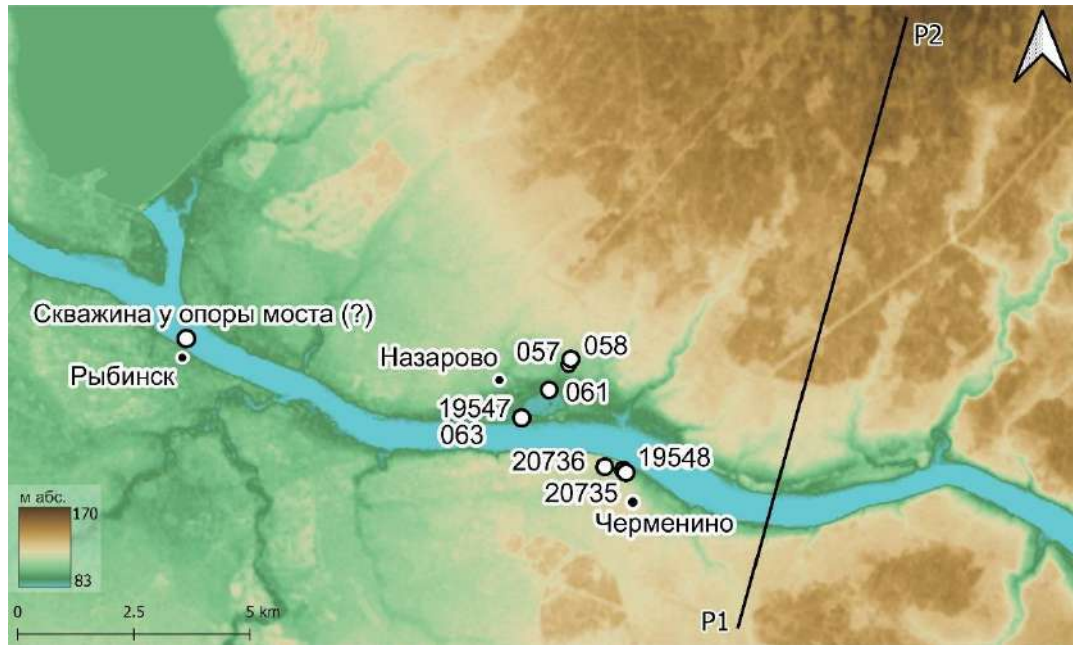 P2
Скважина у опоры моста (?)
Рыбинск
Назарово
057
058
061
19547
063
20736
19548
20735
Черменино
P1
м абс.
170
83
0
2.5
5 km